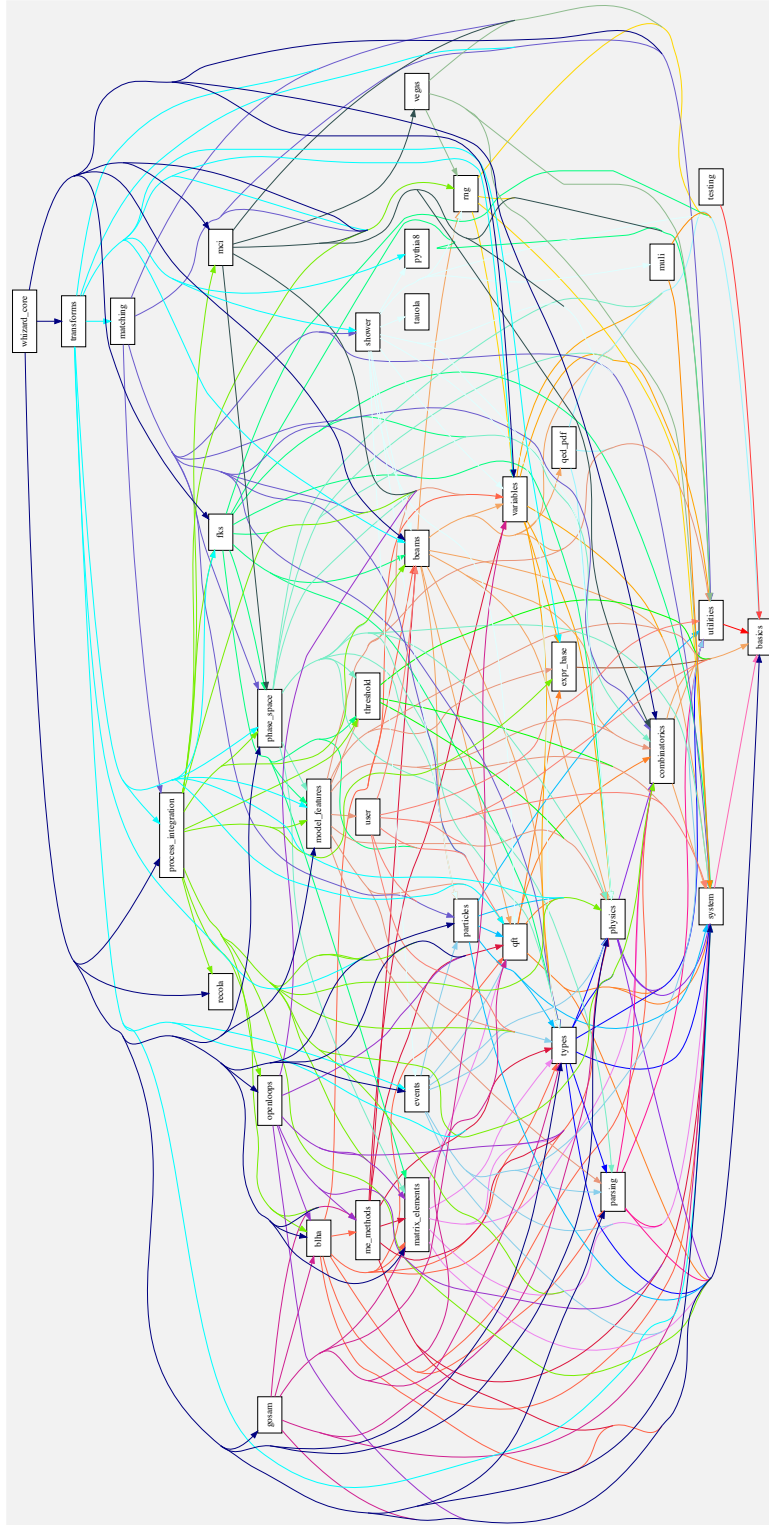 whizard_core
transforms
matching
process_integration
mci
fks
recola
phase_space
openloops
gosam
model_features
blha
shower
threshold
user
me_methods
vegas
pythia8
tauola
beams
events
matrix_elements
rng
particles
variables
qft
qed_pdf
expr_base
types
physics
parsing
muli
combinatorics
testing
utilities
system
basics